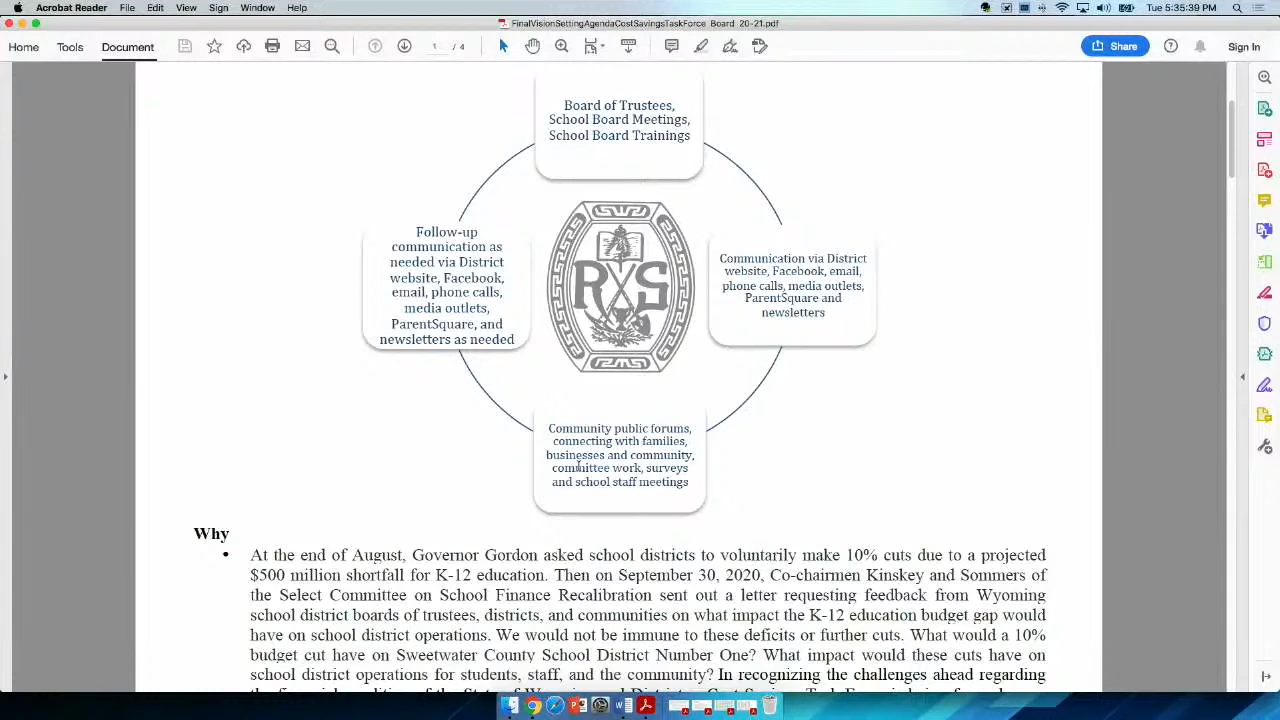 Acrobat Reader File Edit View Sign Window Help
Tues 5:35:39 PM
FinalVisionSettingAgendaCostSavingsTaskForce_Board_20-21.pdf
Home Tools Document 1 / 4 Share Sign In
Board of Trustees,
School Board Meetings,
School Board Trainings
Follow-up
communication as
needed via District
website, Facebook,
email, phone calls,
media outlets,
ParentSquare, and
newsletters as needed
RS
Communication via District
website, Facebook, email,
phone calls, media outlets,
ParentSquare and
newsletters
Community public forums,
connecting with families,
businesses and community,
committee work, surveys
and school staff meetings
Why
• At the end of August, Governor Gordon asked school districts to voluntarily make 10% cuts due to a projected
$500 million shortfall for K-12 education. Then on September 30, 2020, Co-chairmen Kinskey and Sommers of
the Select Committee on School Finance Recalibration sent out a letter requesting feedback from Wyoming
school district boards of trustees, districts, and communities on what impact the K-12 education budget gap would
have on school district operations. We would not be immune to these deficits or further cuts. What would a 10%
budget cut have on Sweetwater County School District Number One? What impact would these cuts have on
school district operations for students, staff, and the community? In recognizing the challenges ahead regarding